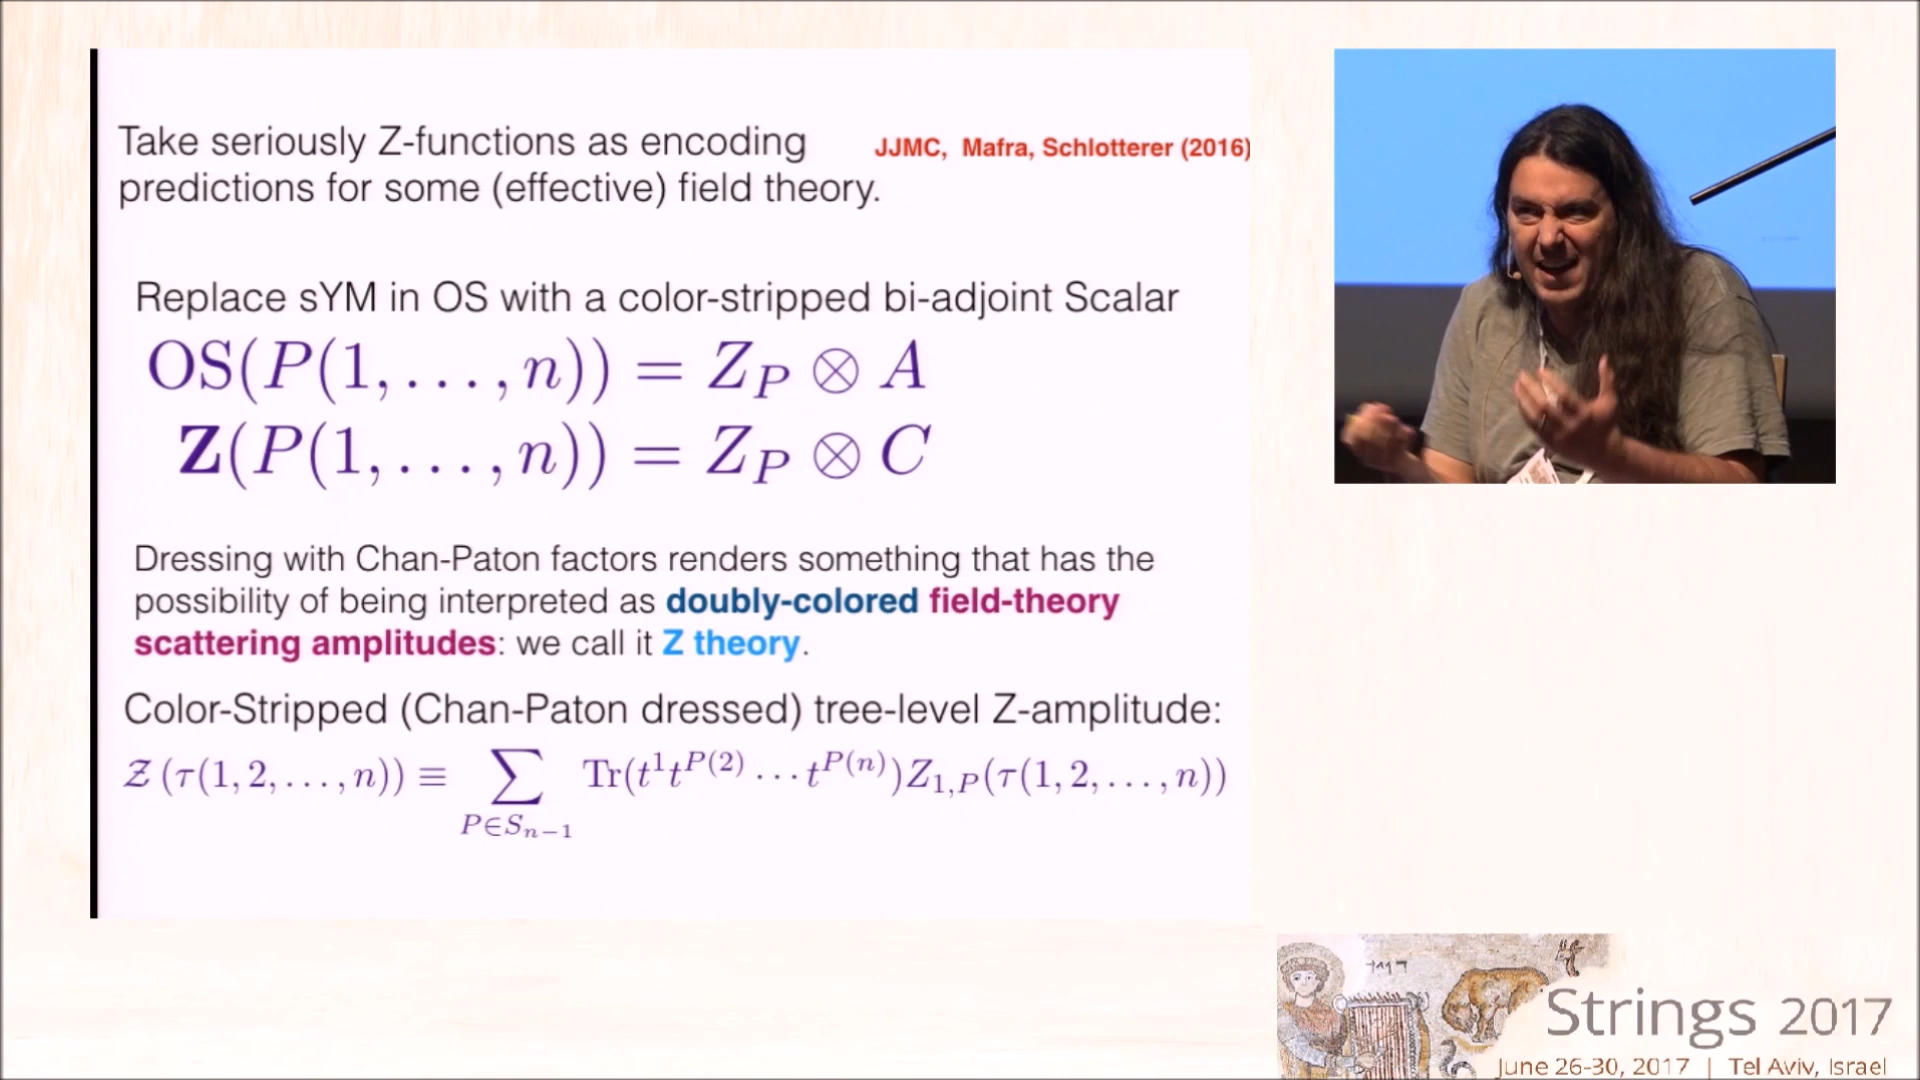 Take seriously Z-functions as encoding
JJMC, Mafra, Schlotterer (2016)
predictions for some (effective) field theory.
Replace sYM in OS with a color-stripped bi-adjoint Scalar
OS(P(1, . . . , n)) = Z_P ⊗ A
𝐙(P(1, . . . , n)) = Z_P ⊗ C
Dressing with Chan-Paton factors renders something that has the
possibility of being interpreted as doubly-colored field-theory
scattering amplitudes: we call it Z theory.
Color-Stripped (Chan-Paton dressed) tree-level Z-amplitude:
𝒵 (τ(1, 2, . . . , n)) ≡ ∑_{P∈S_{n−1}} Tr(t^1 t^{P(2)} · · · t^{P(n)}) Z_{1,P}(τ(1, 2, . . . , n))
Strings 2017
June 26-30, 2017 | Tel Aviv, Israel